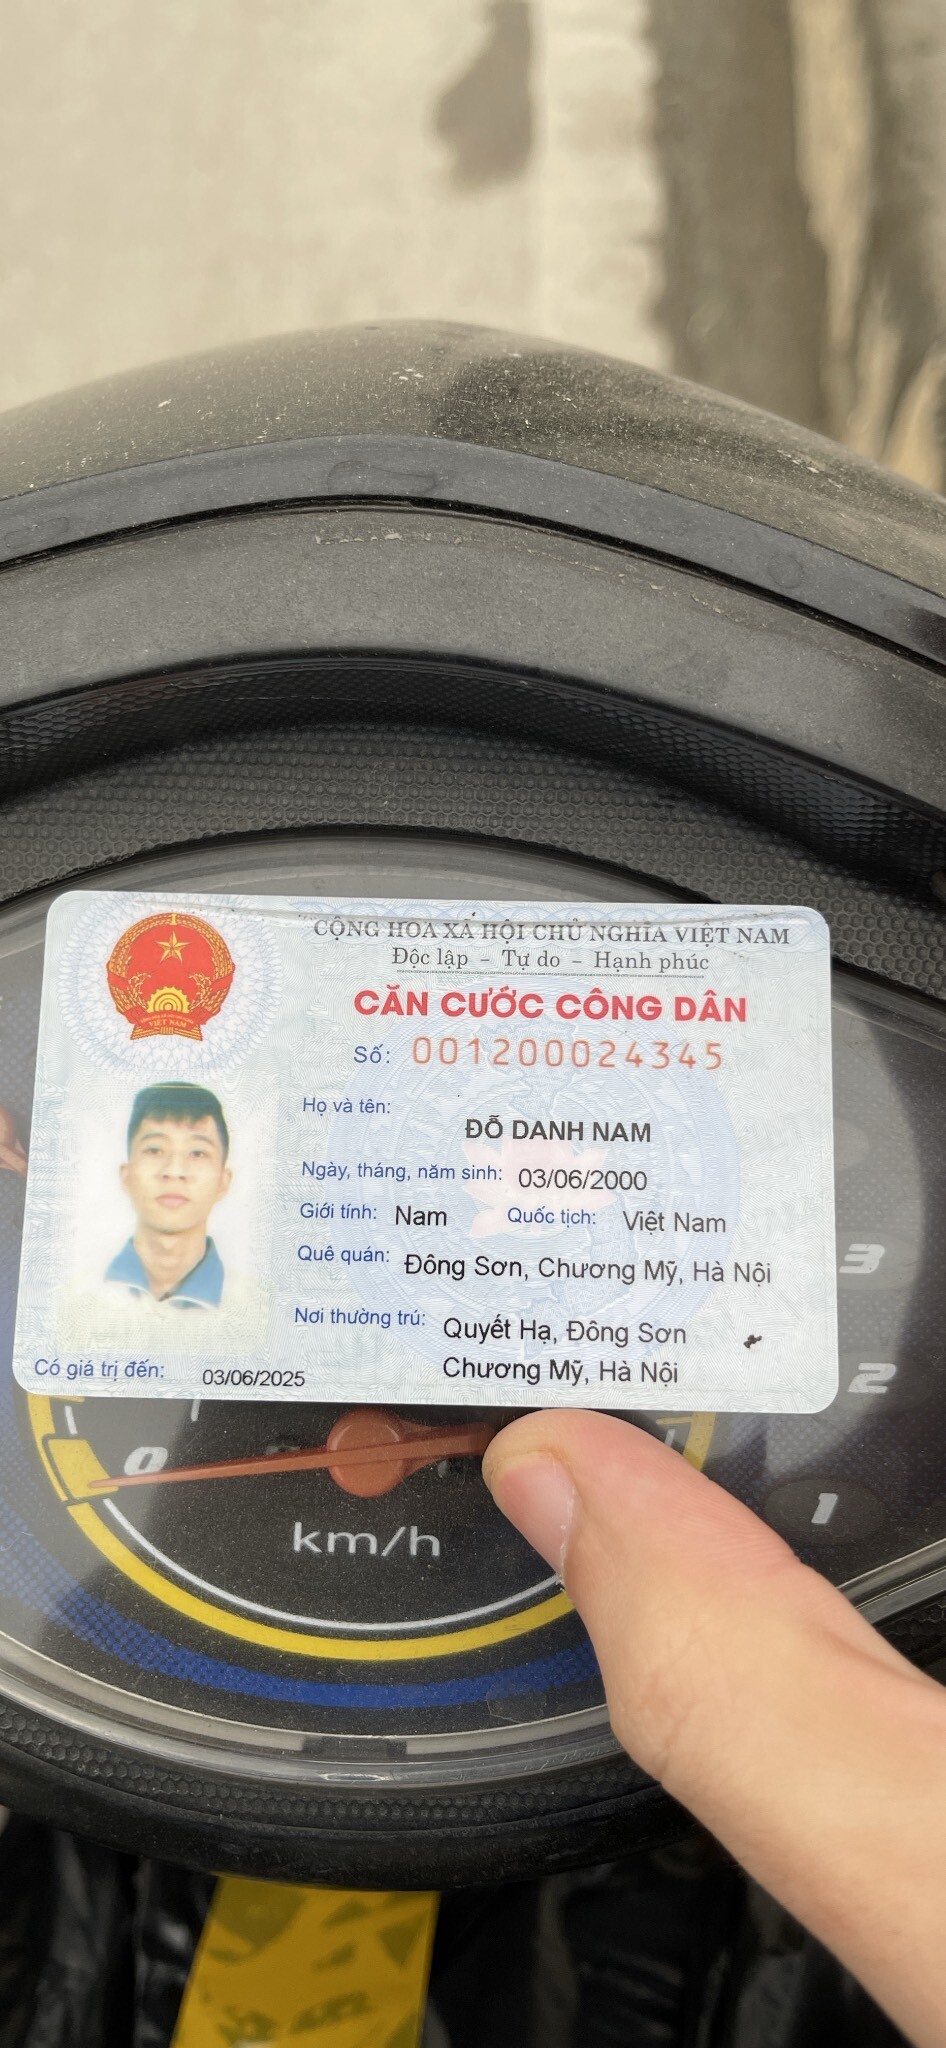 CỘNG HÒA XÃ HỘI CHỦ NGHĨA VIỆT NAM
Độc lập – Tự do – Hạnh phúc
CĂN CƯỚC CÔNG DÂN
Số: 001200024345
Họ và tên:
ĐỖ DANH NAM
Ngày, tháng, năm sinh: 03/06/2000
Giới tính: Nam Quốc tịch: Việt Nam
Quê quán: Đông Sơn, Chương Mỹ, Hà Nội
Nơi thường trú: Quyết Hạ, Đông Sơn
Chương Mỹ, Hà Nội
Có giá trị đến: 03/06/2025
VIỆT NAM
3
2
1
0
km/h